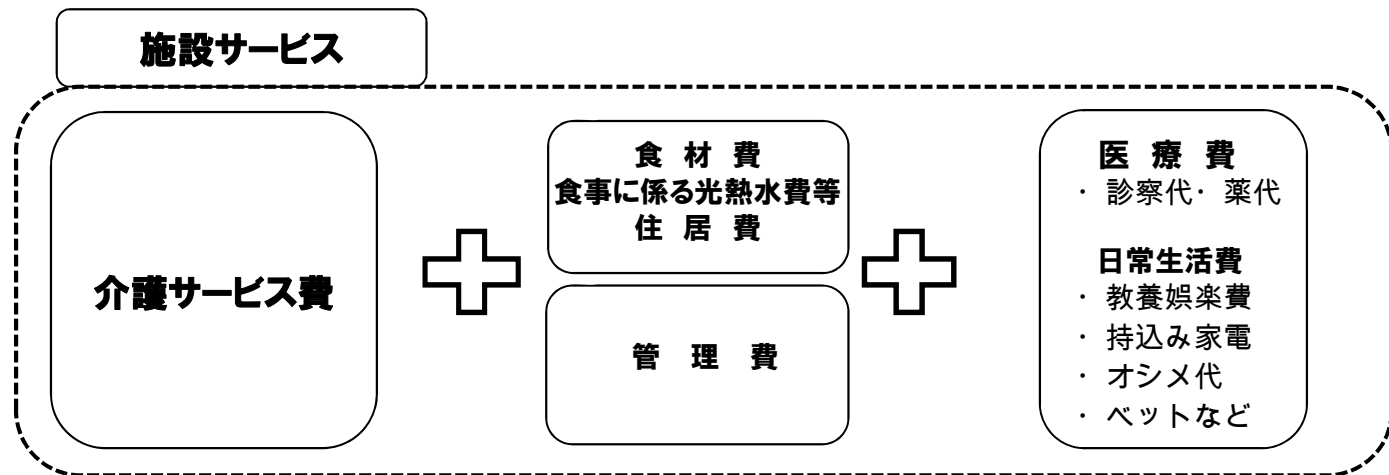 施設サービス
介護サービス費
食 材 費
食事に係る光熱水費等
住 居 費
管 理 費
医 療 費
・ 診察代・ 薬代
日常生活費
・ 教養娯楽費
・ 持込み家電
・ オシメ代
・ ベットなど